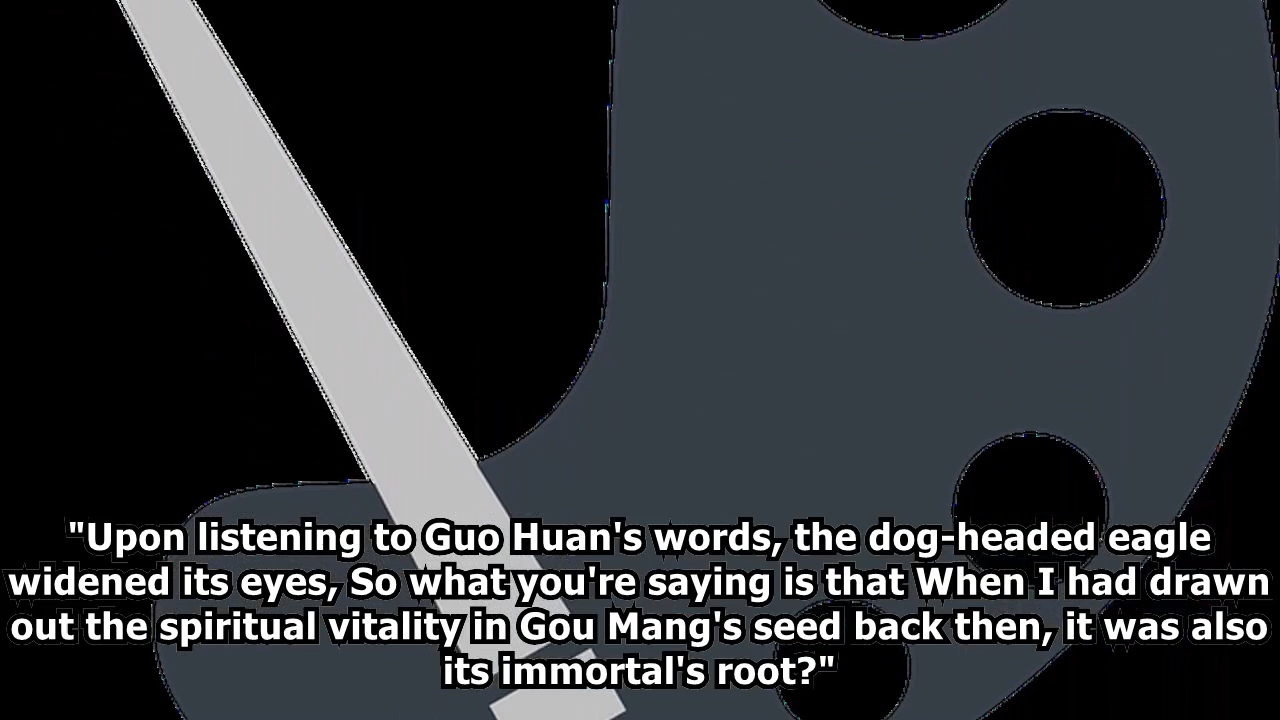 "Upon listening to Guo Huan's words, the dog-headed eagle
widened its eyes, So what you're saying is that When I had drawn
out the spiritual vitality in Gou Mang's seed back then, it was also
its immortal's root?"